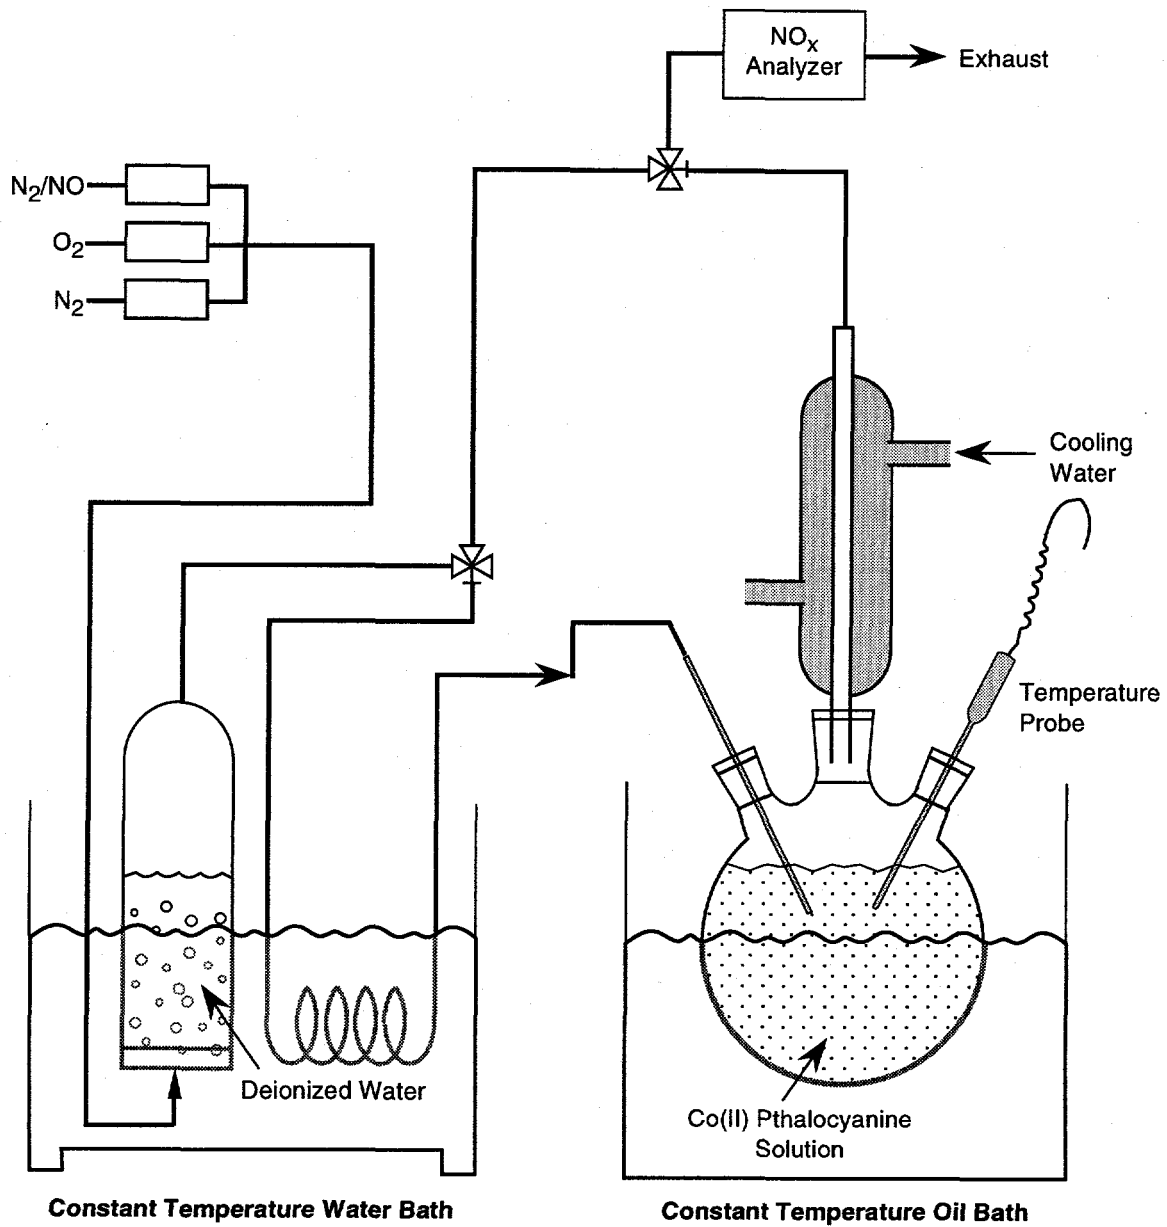 NOx
Analyzer
Exhaust
N2/NO
O2
N2
Cooling
Water
Temperature
Probe
Deionized Water
Co(II) Pthalocyanine
Solution
Constant Temperature Water Bath
Constant Temperature Oil Bath